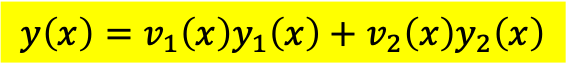 y(x) = v₁(x)y₁(x) + v₂(x)y₂(x)